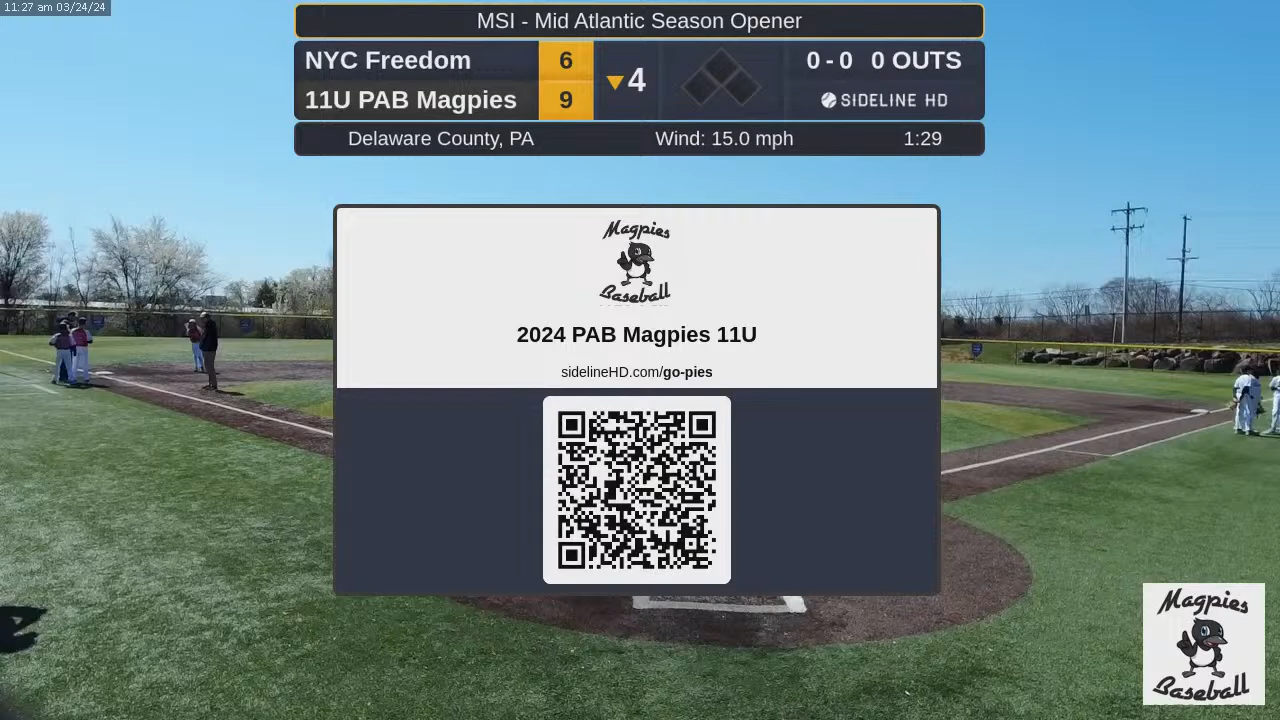 11:27 am 03/24/24
MSI - Mid Atlantic Season Opener
NYC Freedom 6
11U PAB Magpies 9
4
0 - 0 0 OUTS
SIDELINE HD
Delaware County, PA Wind: 15.0 mph 1:29
Magpies
Baseball
2024 PAB Magpies 11U
sidelineHD.com/go-pies
Magpies
Baseball